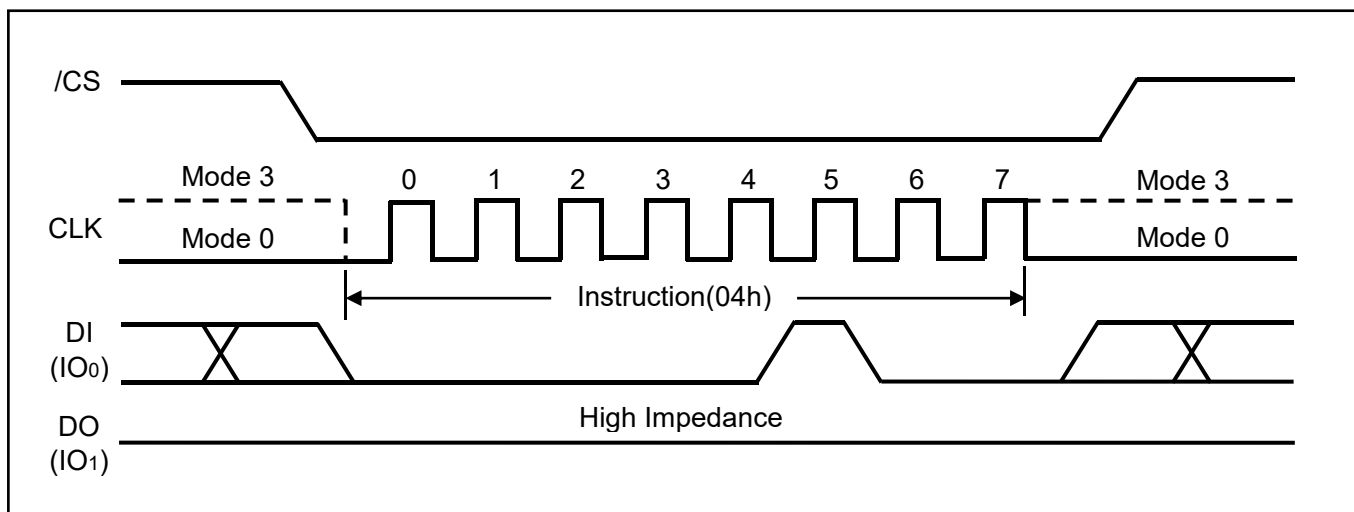 /CS
Mode 3
0 1 2 3 4 5 6 7
Mode 3
CLK
Mode 0
Mode 0
Instruction(04h)
DI
(IO0)
High Impedance
DO
(IO1)